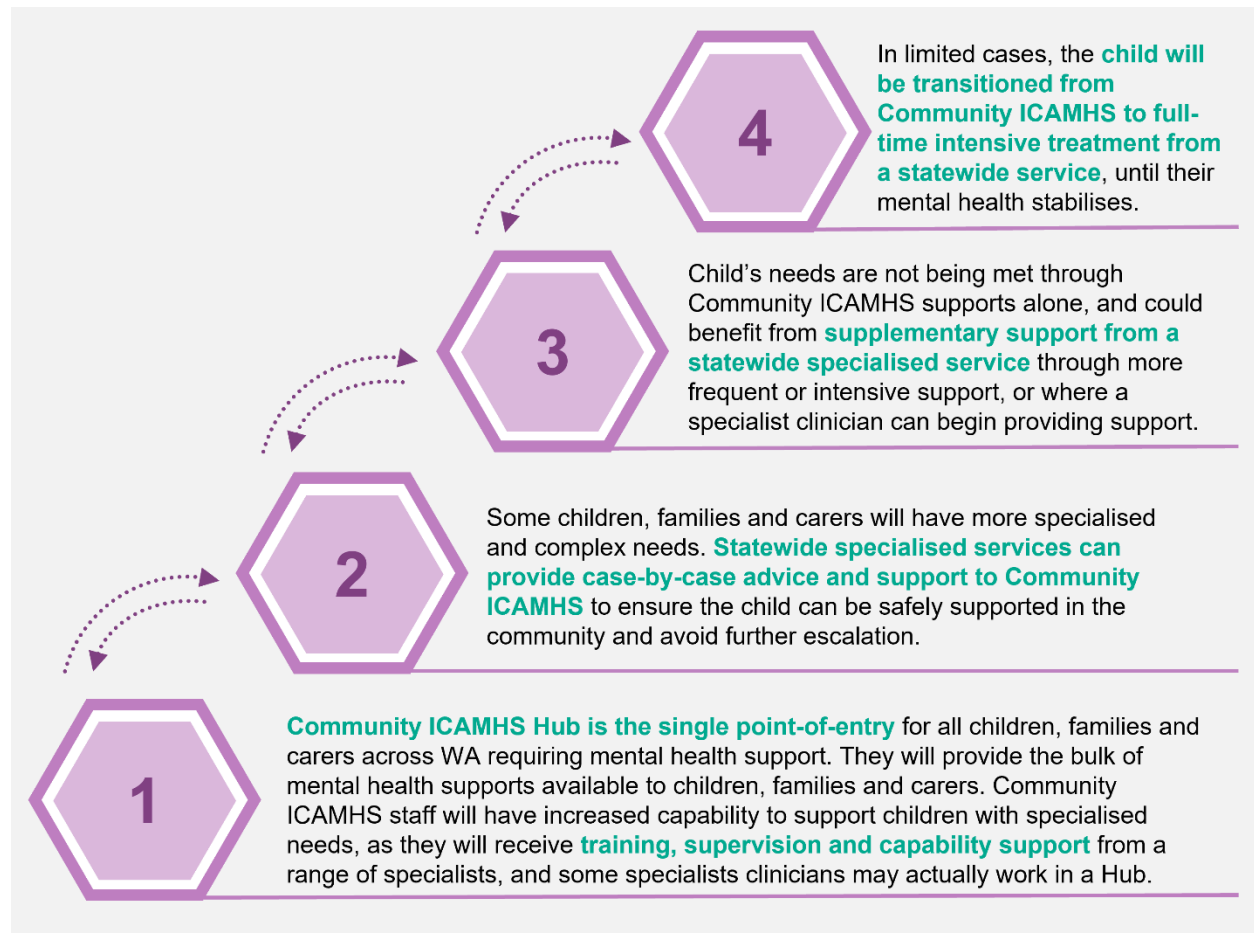 4
In limited cases, the child will
be transitioned from
Community ICAMHS to full-
time intensive treatment from
a statewide service, until their
mental health stabilises.
3
Child’s needs are not being met through
Community ICAMHS supports alone, and could
benefit from supplementary support from a
statewide specialised service through more
frequent or intensive support, or where a
specialist clinician can begin providing support.
2
Some children, families and carers will have more specialised
and complex needs. Statewide specialised services can
provide case-by-case advice and support to Community
ICAMHS to ensure the child can be safely supported in the
community and avoid further escalation.
1
Community ICAMHS Hub is the single point-of-entry for all children, families and
carers across WA requiring mental health support. They will provide the bulk of
mental health supports available to children, families and carers. Community
ICAMHS staff will have increased capability to support children with specialised
needs, as they will receive training, supervision and capability support from a
range of specialists, and some specialists clinicians may actually work in a Hub.